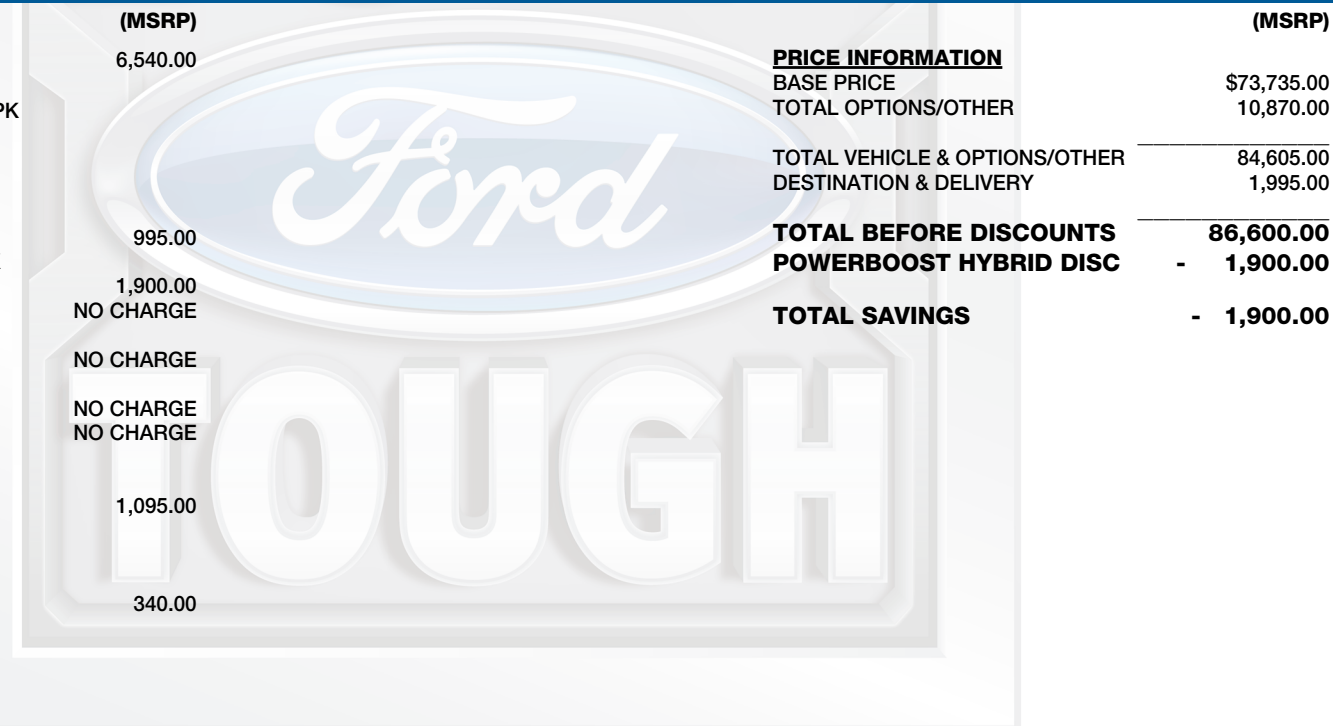 (MSRP)
6,540.00
PK
995.00
1,900.00
NO CHARGE
NO CHARGE
NO CHARGE
NO CHARGE
1,095.00
340.00
Ford
TOUGH
(MSRP)
PRICE INFORMATION
BASE PRICE $73,735.00
TOTAL OPTIONS/OTHER 10,870.00
TOTAL VEHICLE & OPTIONS/OTHER 84,605.00
DESTINATION & DELIVERY 1,995.00
TOTAL BEFORE DISCOUNTS 86,600.00
POWERBOOST HYBRID DISC - 1,900.00
TOTAL SAVINGS - 1,900.00